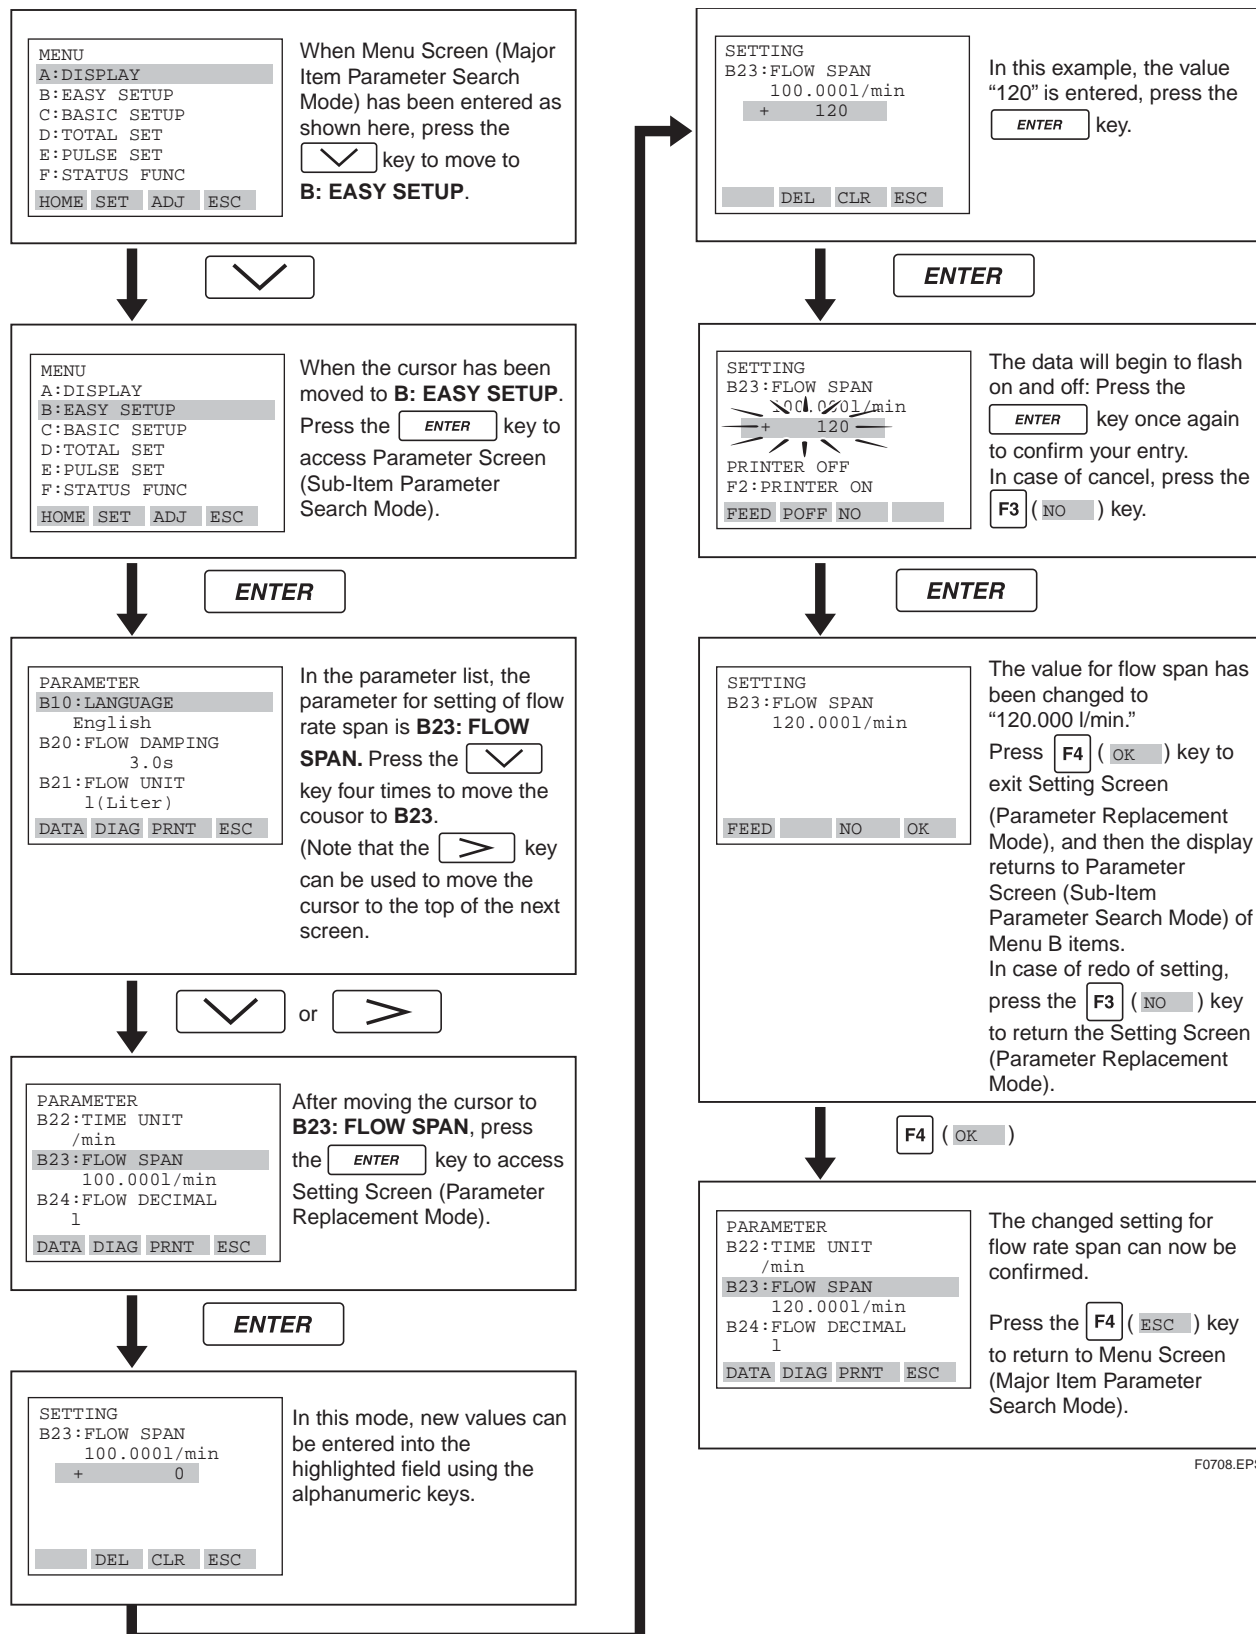 MENU
A:DISPLAY
B:EASY SETUP
C:BASIC SETUP
D:TOTAL SET
E:PULSE SET
F:STATUS FUNC
HOME SET ADJ ESC
When Menu Screen (Major
Item Parameter Search
Mode) has been entered as
shown here, press the
key to move to
B: EASY SETUP.
MENU
A:DISPLAY
B:EASY SETUP
C:BASIC SETUP
D:TOTAL SET
E:PULSE SET
F:STATUS FUNC
HOME SET ADJ ESC
When the cursor has been
moved to B: EASY SETUP.
Press the ENTER key to
access Parameter Screen
(Sub-Item Parameter
Search Mode).
ENTER
PARAMETER
B10:LANGUAGE
English
B20:FLOW DAMPING
3.0s
B21:FLOW UNIT
l(Liter)
DATA DIAG PRNT ESC
In the parameter list, the
parameter for setting of flow
rate span is B23: FLOW
SPAN. Press the
key four times to move the
cousor to B23.
(Note that the > key
can be used to move the
cursor to the top of the next
screen.
or >
PARAMETER
B22:TIME UNIT
/min
B23:FLOW SPAN
100.000l/min
B24:FLOW DECIMAL
1
DATA DIAG PRNT ESC
After moving the cursor to
B23: FLOW SPAN, press
the ENTER key to access
Setting Screen (Parameter
Replacement Mode).
ENTER
SETTING
B23:FLOW SPAN
100.000l/min
+ 0
DEL CLR ESC
In this mode, new values can
be entered into the
highlighted field using the
alphanumeric keys.
SETTING
B23:FLOW SPAN
100.000l/min
+ 120
DEL CLR ESC
In this example, the value
“120” is entered, press the
ENTER key.
ENTER
SETTING
B23:FLOW SPAN
100.000l/min
+ 120
PRINTER OFF
F2:PRINTER ON
FEED POFF NO
The data will begin to flash
on and off: Press the
ENTER key once again
to confirm your entry.
In case of cancel, press the
F3 ( NO ) key.
ENTER
SETTING
B23:FLOW SPAN
120.000l/min
FEED NO OK
The value for flow span has
been changed to
“120.000 l/min.”
Press F4 ( OK ) key to
exit Setting Screen
(Parameter Replacement
Mode), and then the display
returns to Parameter
Screen (Sub-Item
Parameter Search Mode) of
Menu B items.
In case of redo of setting,
press the F3 ( NO ) key
to return the Setting Screen
(Parameter Replacement
Mode).
F4 ( OK )
PARAMETER
B22:TIME UNIT
/min
B23:FLOW SPAN
120.000l/min
B24:FLOW DECIMAL
1
DATA DIAG PRNT ESC
The changed setting for
flow rate span can now be
confirmed.
Press the F4 ( ESC ) key
to return to Menu Screen
(Major Item Parameter
Search Mode).
F0708.EPS